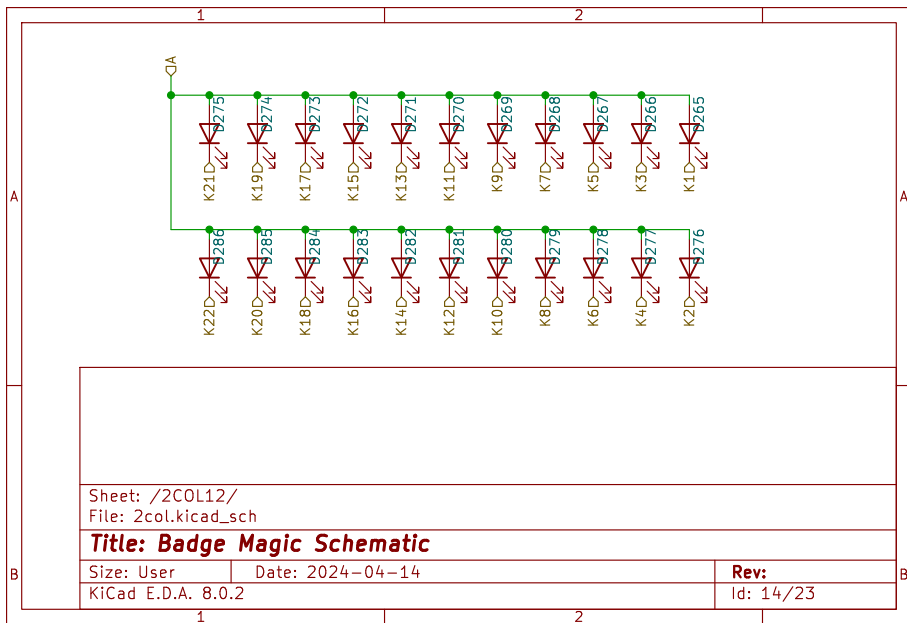 1 2
A
D275 D274 D273 D272 D271 D270 D269 D268 D267 D266 D265
K21 K19 K17 K15 K13 K11 K9 K7 K5 K3 K1
A A
D286 D285 D284 D283 D282 D281 D280 D279 D278 D277 D276
K22 K20 K18 K16 K14 K12 K10 K8 K6 K4 K2
Sheet: /2COL12/
File: 2col.kicad_sch
Title: Badge Magic Schematic
B Size: User Date: 2024-04-14 Rev: B
KiCad E.D.A. 8.0.2 Id: 14/23
1 2